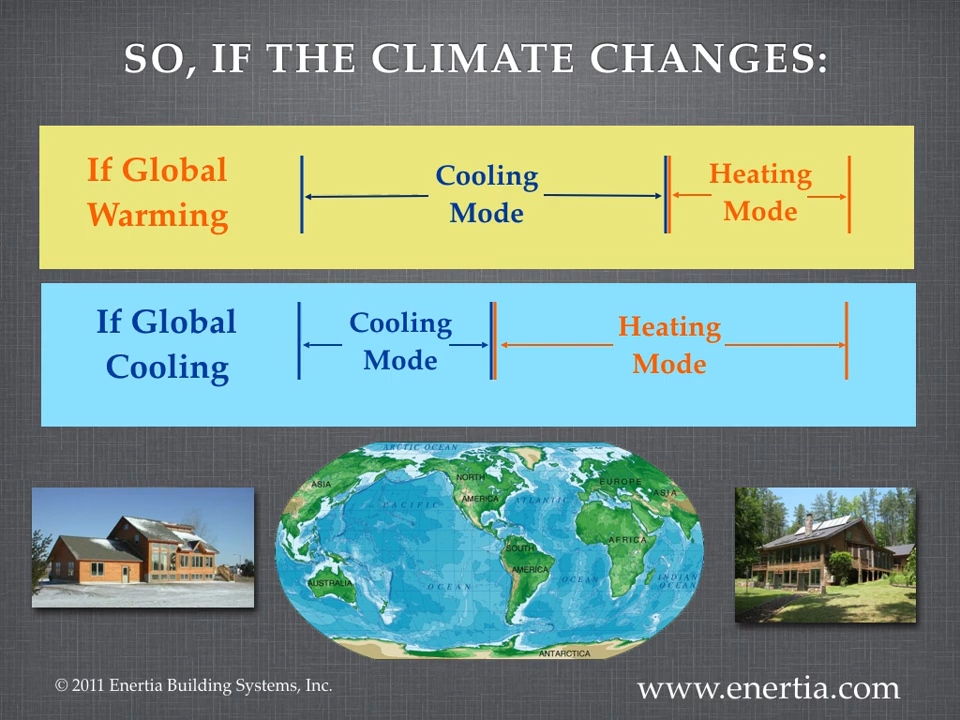 SO, IF THE CLIMATE CHANGES:
If Global
Warming
Cooling
Mode
Heating
Mode
If Global
Cooling
Cooling
Mode
Heating
Mode
ARCTIC OCEAN
ASIA
NORTH
AMERICA
PACIFIC
ATLANTIC
EUROPE
ASIA
AFRICA
SOUTH
AMERICA
AUSTRALIA
OCEAN
OCEAN
INDIAN
OCEAN
ANTARCTICA
© 2011 Enertia Building Systems, Inc.
www.enertia.com